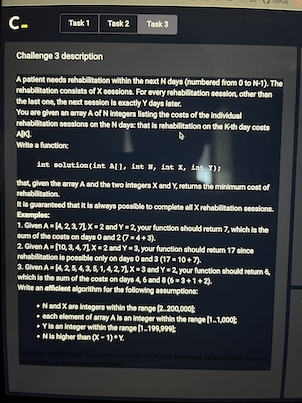 C-
Task 1 Task 2 Task 3
Challenge 3 description
A patient needs rehabilitation within the next N days (numbered from 0 to N-1). The
rehabilitation consists of X sessions. For every rehabilitation session, other than
the last one, the next session is exactly Y days later.
You are given an array A of N integers listing the costs of the individual
rehabilitation sessions on the N days: that is rehabilitation on the K-th day costs
A[K].
Write a function:
int solution(int A[], int N, int X, int Y);
that, given the array A and the two integers X and Y, returns the minimum cost of
rehabilitation.
It is guaranteed that it is always possible to complete all X rehabilitation sessions.
Examples:
1. Given A = [4, 2, 3, 7], X = 2 and Y = 2, your function should return 7, which is the
sum of the costs on days 0 and 2 (7 = 4 + 3).
2. Given A = [10, 3, 4, 7], X = 2 and Y = 3, your function should return 17 since
rehabilitation is possible only on days 0 and 3 (17 = 10 + 7).
3. Given A = [4, 2, 5, 4, 3, 5, 1, 4, 2, 7], X = 3 and Y = 2, your function should return 6,
which is the sum of the costs on days 4, 6 and 8 (6 = 3 + 1 + 2).
Write an efficient algorithm for the following assumptions:
• N and X are integers within the range [2..200,000];
• each element of array A is an integer within the range [1..1,000];
• Y is an integer within the range [1..199,999];
• N is higher than (X − 1) * Y.